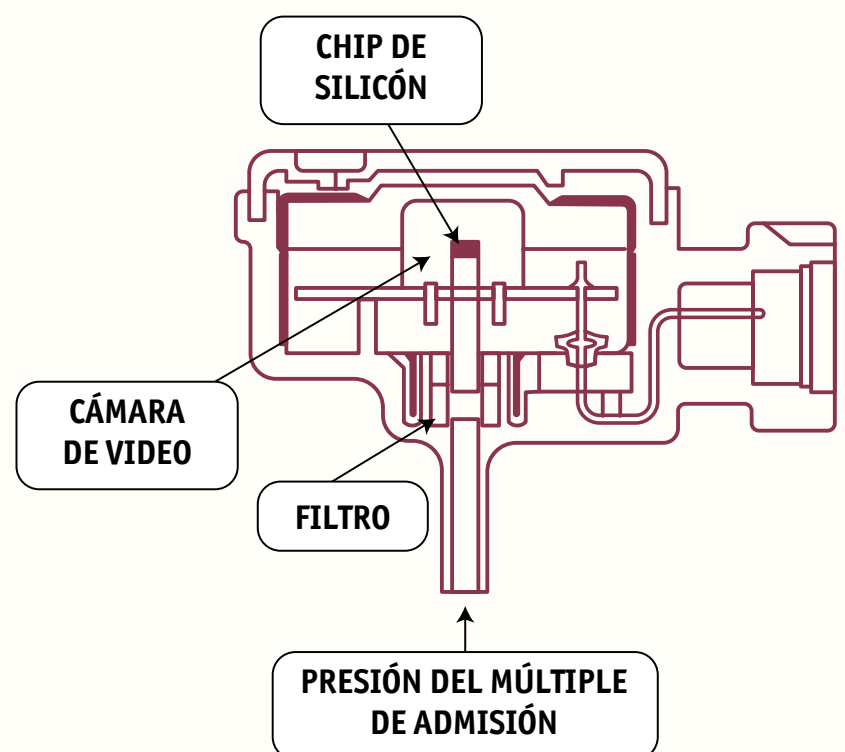 CHIP DE
SILICÓN
CÁMARA
DE VIDEO
FILTRO
PRESIÓN DEL MÚLTIPLE
DE ADMISIÓN